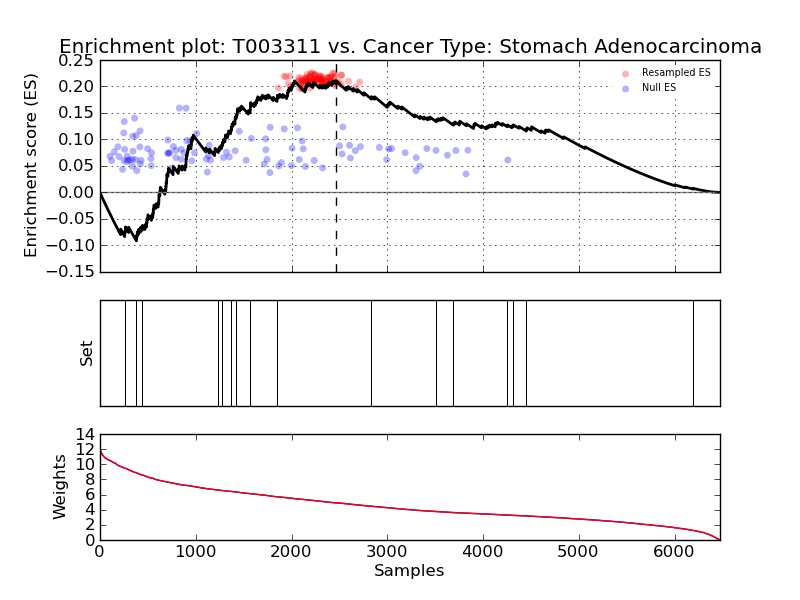 Enrichment plot: T003311 vs. Cancer Type: Stomach Adenocarcinoma
Enrichment score (ES)
0.25
0.20
0.15
0.10
0.05
0.00
−0.05
−0.10
−0.15
Resampled ES
Null ES
Set
Weights
14
12
10
8
6
4
2
0
0 1000 2000 3000 4000 5000 6000
Samples